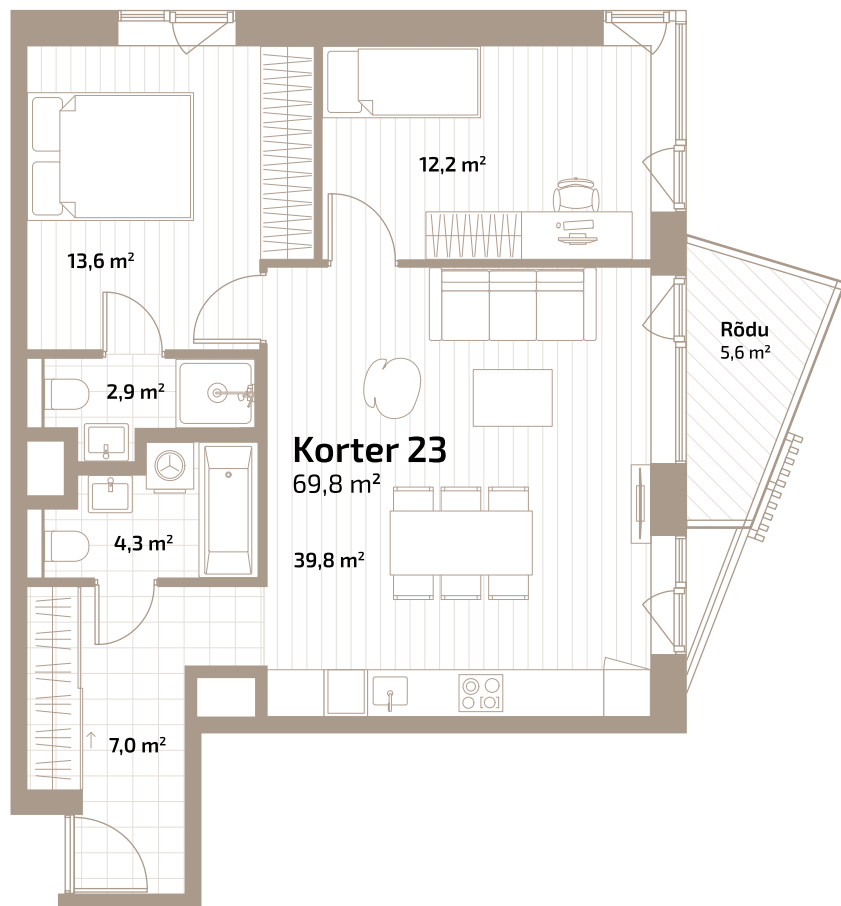 12,2 m²
13,6 m²
Rõdu
5,6 m²
2,9 m²
Korter 23
69,8 m²
4,3 m²
39,8 m²
7,0 m²